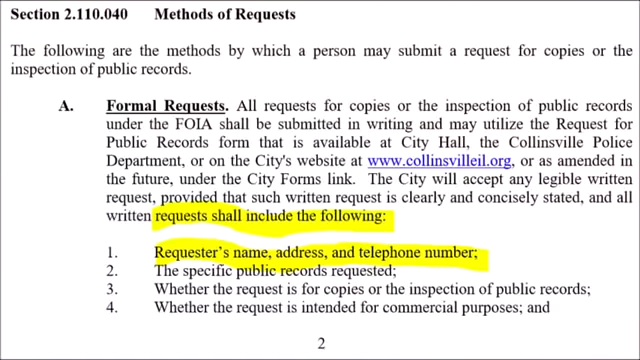 Section 2.110.040 Methods of Requests
The following are the methods by which a person may submit a request for copies or the
inspection of public records.
A. Formal Requests. All requests for copies or the inspection of public records
under the FOIA shall be submitted in writing and may utilize the Request for
Public Records form that is available at City Hall, the Collinsville Police
Department, or on the City's website at www.collinsvilleil.org, or as amended in
the future, under the City Forms link. The City will accept any legible written
request, provided that such written request is clearly and concisely stated, and all
written requests shall include the following:
1. Requester's name, address, and telephone number;
2. The specific public records requested;
3. Whether the request is for copies or the inspection of public records;
4. Whether the request is intended for commercial purposes; and
2